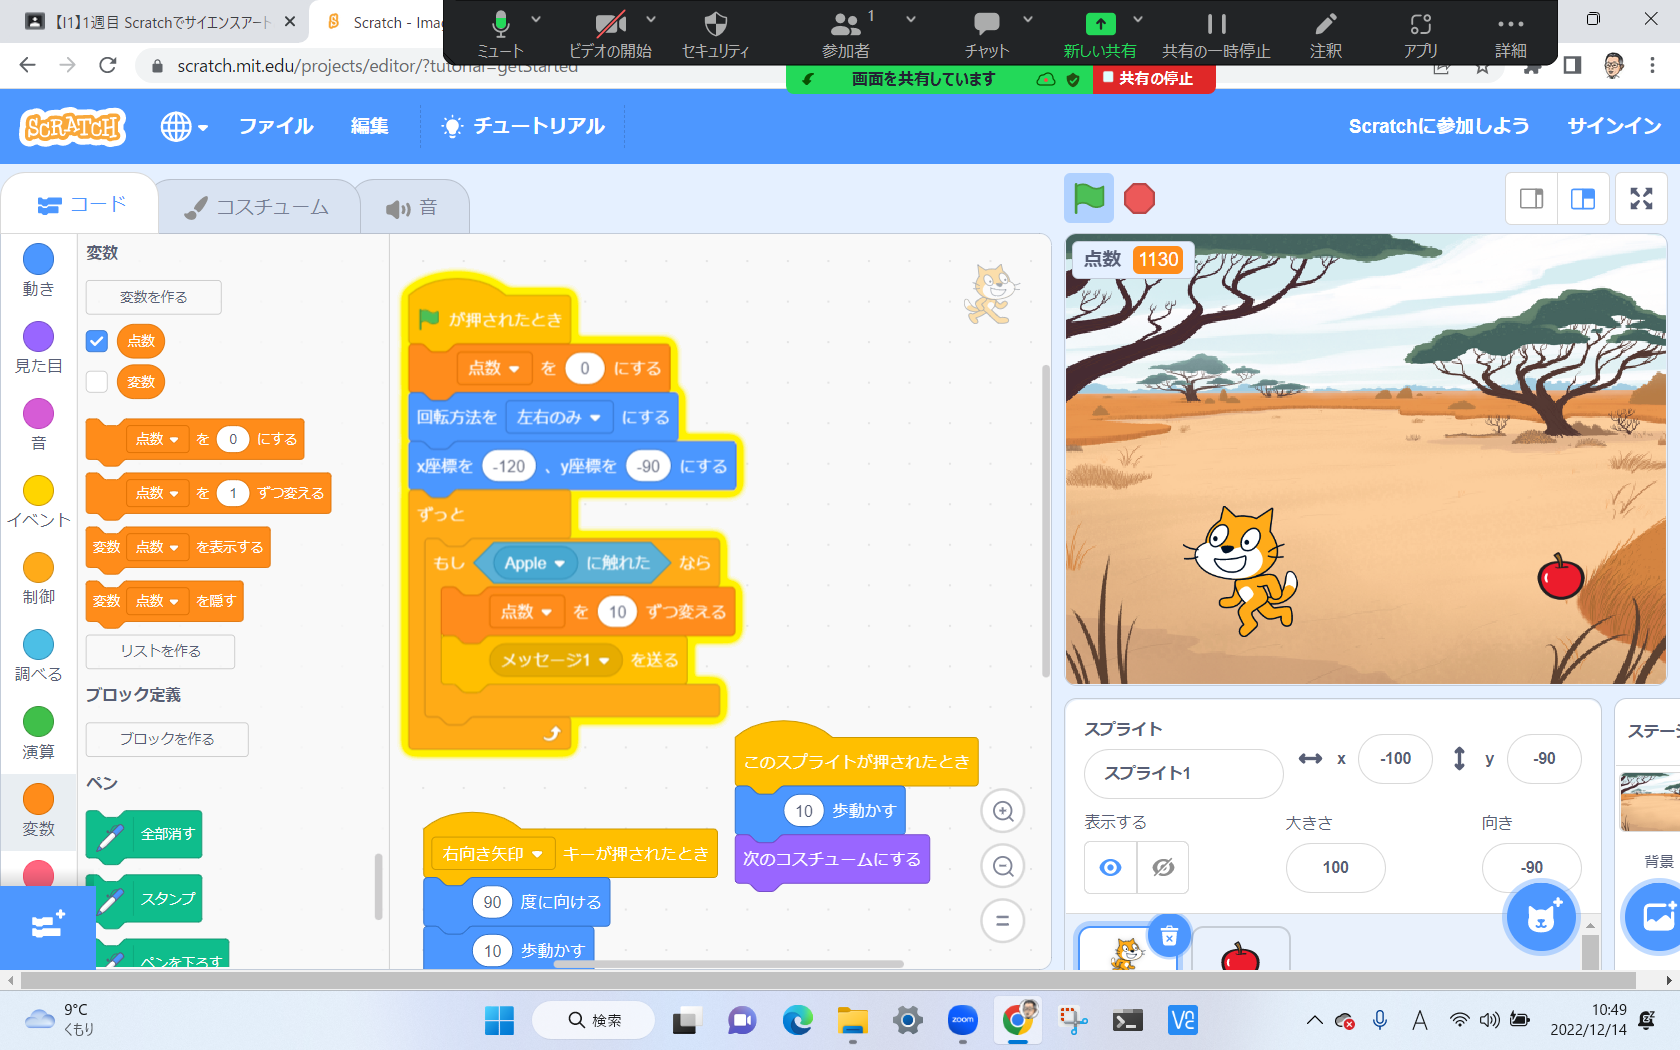 【I1】1週目 Scratchでサイエンスアート
Scratch - Imag
ミュート
ビデオの開始
セキュリティ
参加者
1
チャット
新しい共有
共有の一時停止
注釈
アプリ
詳細
scratch.mit.edu/projects/editor/?tutorial=getStarted
画面を共有しています
共有の停止
SCRATCH
ファイル
編集
チュートリアル
Scratchに参加しよう
サインイン
コード
コスチューム
音
動き
見た目
音
イベント
制御
調べる
演算
変数
変数
変数を作る
点数
変数
点数 を 0 にする
点数 を 1 ずつ変える
変数 点数 を表示する
変数 点数 を隠す
リストを作る
ブロック定義
ブロックを作る
ペン
全部消す
スタンプ
ペンを下ろす
が押されたとき
点数 を 0 にする
回転方法を 左右のみ にする
x座標を -120 、y座標を -90 にする
ずっと
もし Apple に触れた なら
点数 を 10 ずつ変える
メッセージ1 を送る
このスプライトが押されたとき
10 歩動かす
次のコスチュームにする
右向き矢印 キーが押されたとき
90 度に向ける
10 歩動かす
点数 1130
スプライト
スプライト1
x -100
y -90
表示する
大きさ
向き
100
-90
ステージ
背景
9°C
くもり
検索
zoom
A
10:49
2022/12/14